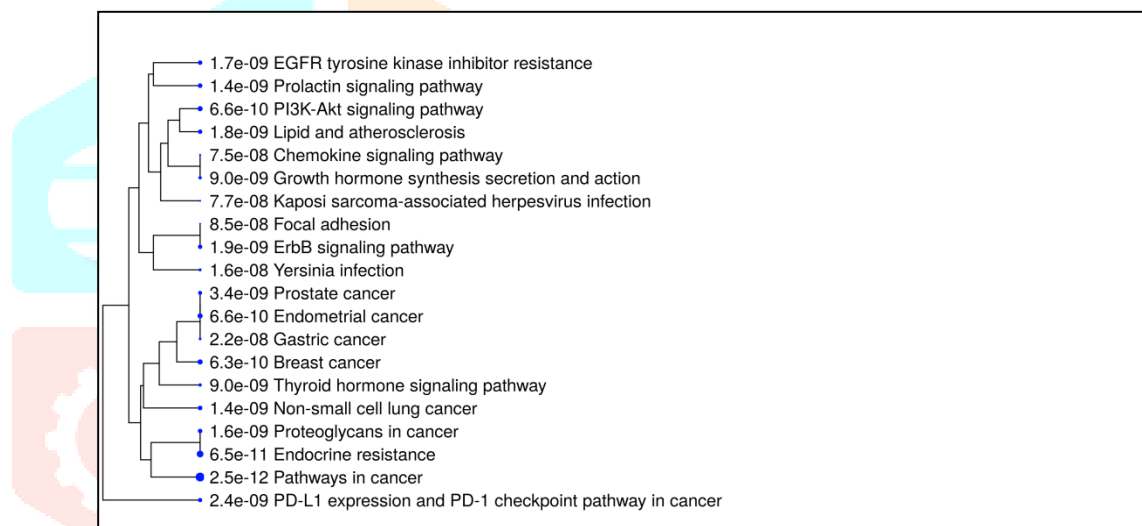 1.7e-09 EGFR tyrosine kinase inhibitor resistance
1.4e-09 Prolactin signaling pathway
6.6e-10 PI3K-Akt signaling pathway
1.8e-09 Lipid and atherosclerosis
7.5e-08 Chemokine signaling pathway
9.0e-09 Growth hormone synthesis secretion and action
7.7e-08 Kaposi sarcoma-associated herpesvirus infection
8.5e-08 Focal adhesion
1.9e-09 ErbB signaling pathway
1.6e-08 Yersinia infection
3.4e-09 Prostate cancer
6.6e-10 Endometrial cancer
2.2e-08 Gastric cancer
6.3e-10 Breast cancer
9.0e-09 Thyroid hormone signaling pathway
1.4e-09 Non-small cell lung cancer
1.6e-09 Proteoglycans in cancer
6.5e-11 Endocrine resistance
2.5e-12 Pathways in cancer
2.4e-09 PD-L1 expression and PD-1 checkpoint pathway in cancer